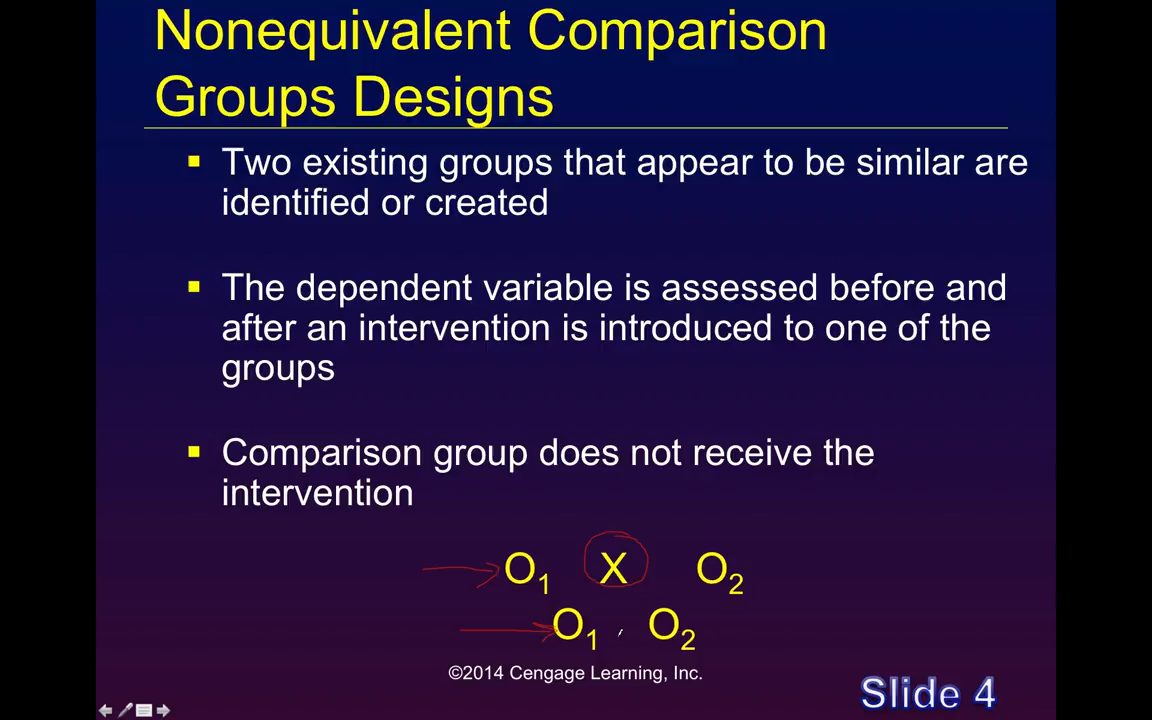 Nonequivalent Comparison
Groups Designs
▪ Two existing groups that appear to be similar are
identified or created
▪ The dependent variable is assessed before and
after an intervention is introduced to one of the
groups
▪ Comparison group does not receive the
intervention
O₁ X O₂
O₁ O₂
©2014 Cengage Learning, Inc.
Slide 4